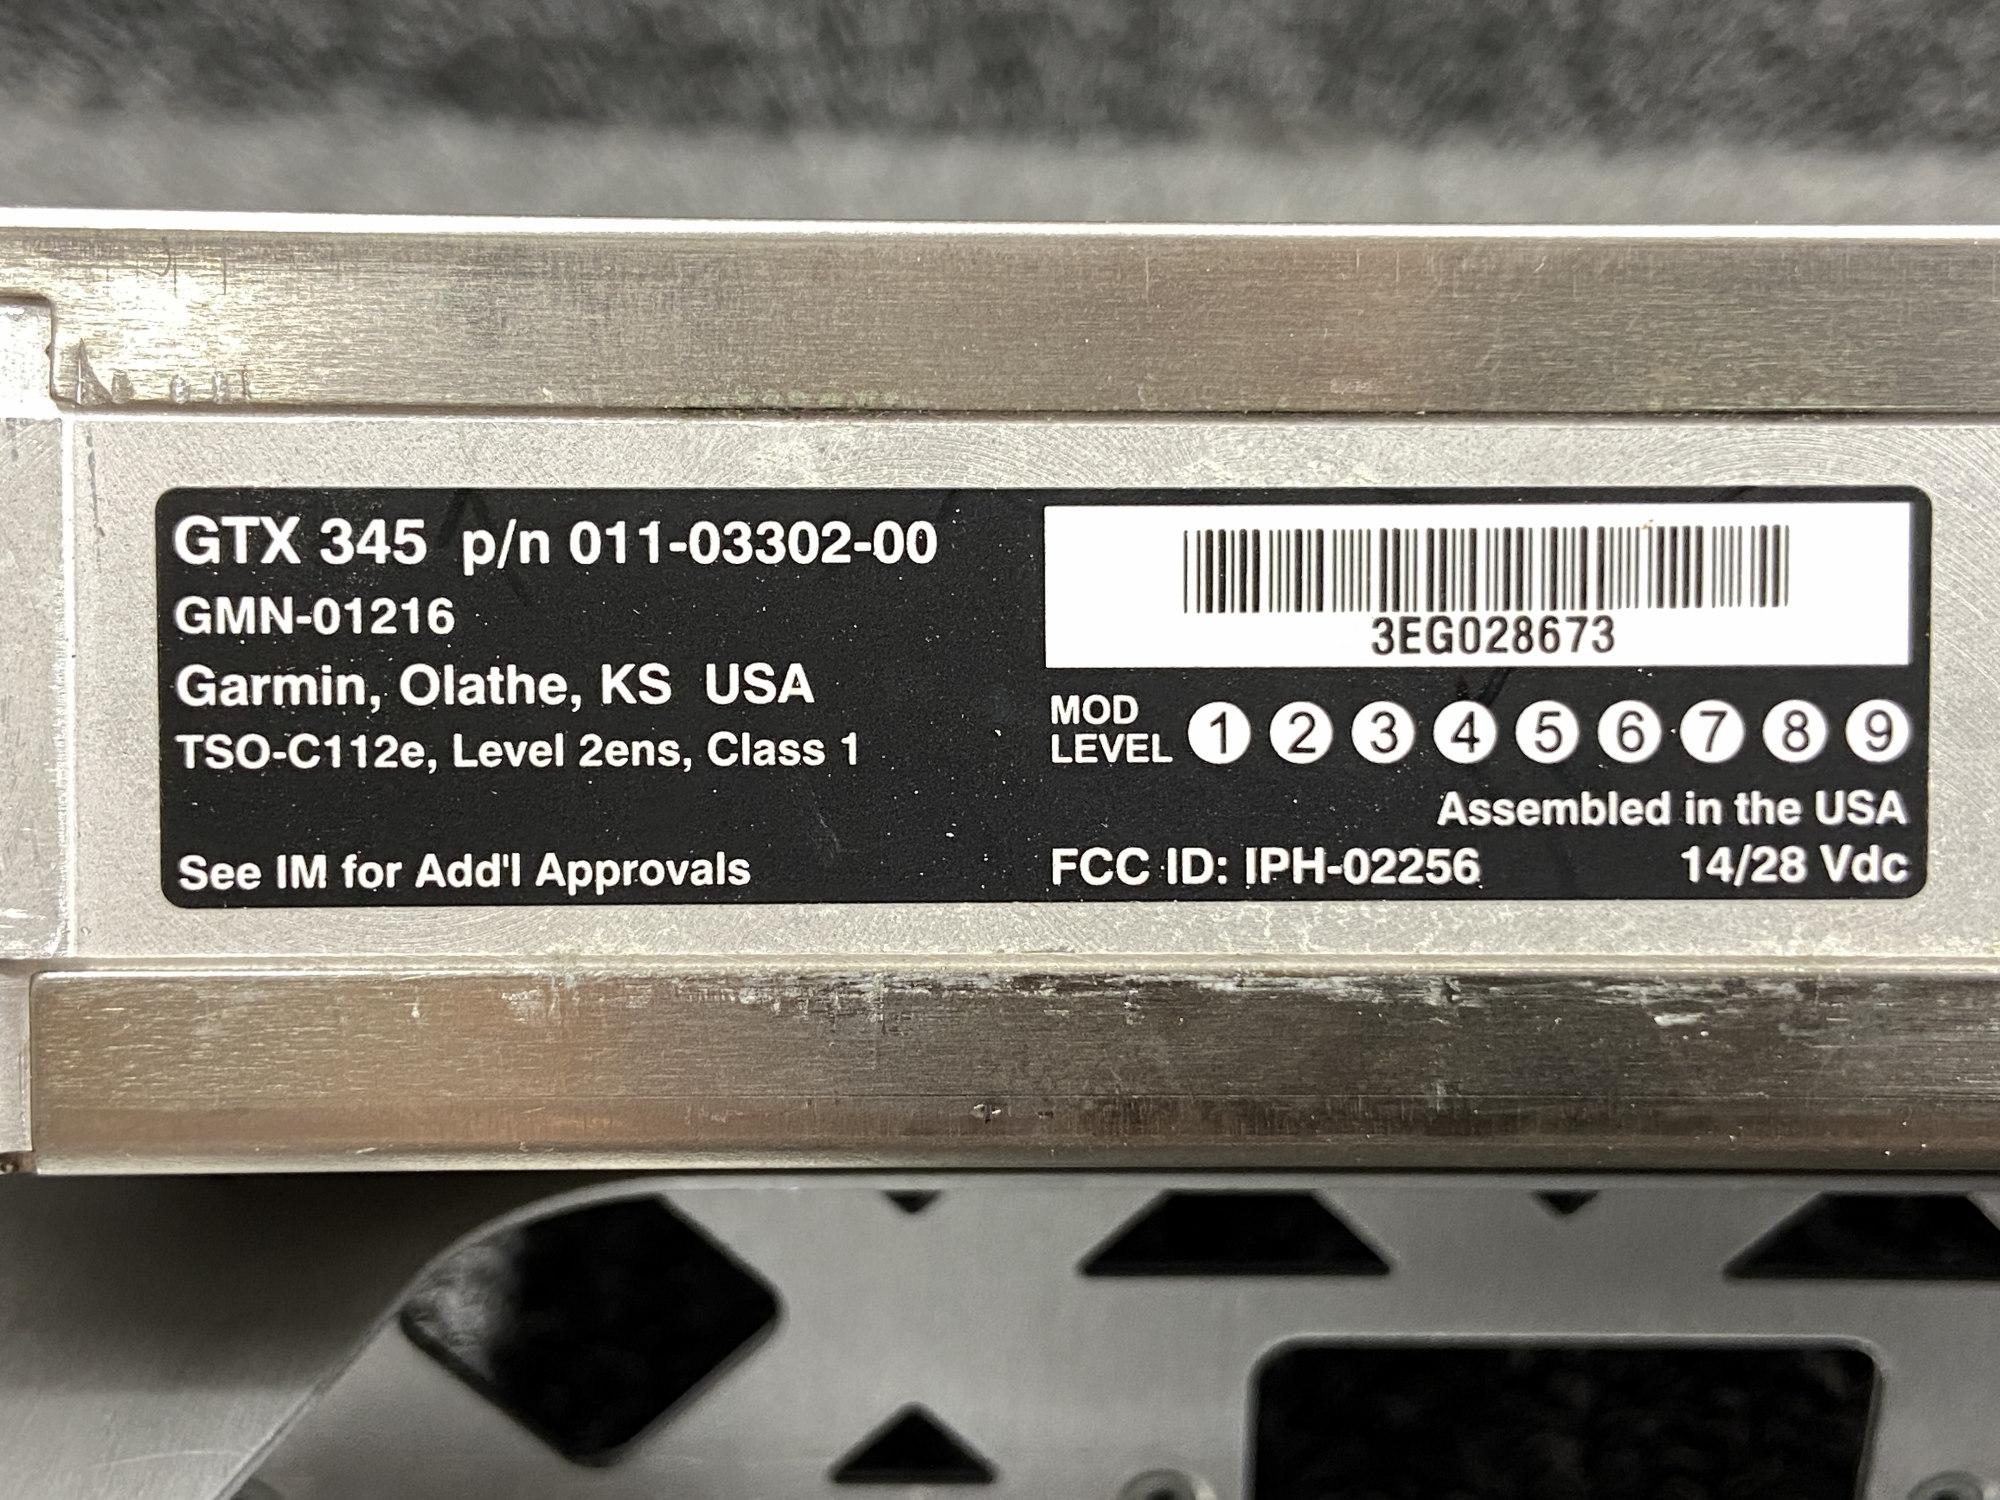 GTX 345 p/n 011-03302-00
GMN-01216
Garmin, Olathe, KS USA
TSO-C112e, Level 2ens, Class 1
See IM for Add'l Approvals
3EG028673
MOD
LEVEL 1 2 3 4 5 6 7 8 9
Assembled in the USA
FCC ID: IPH-02256 14/28 Vdc